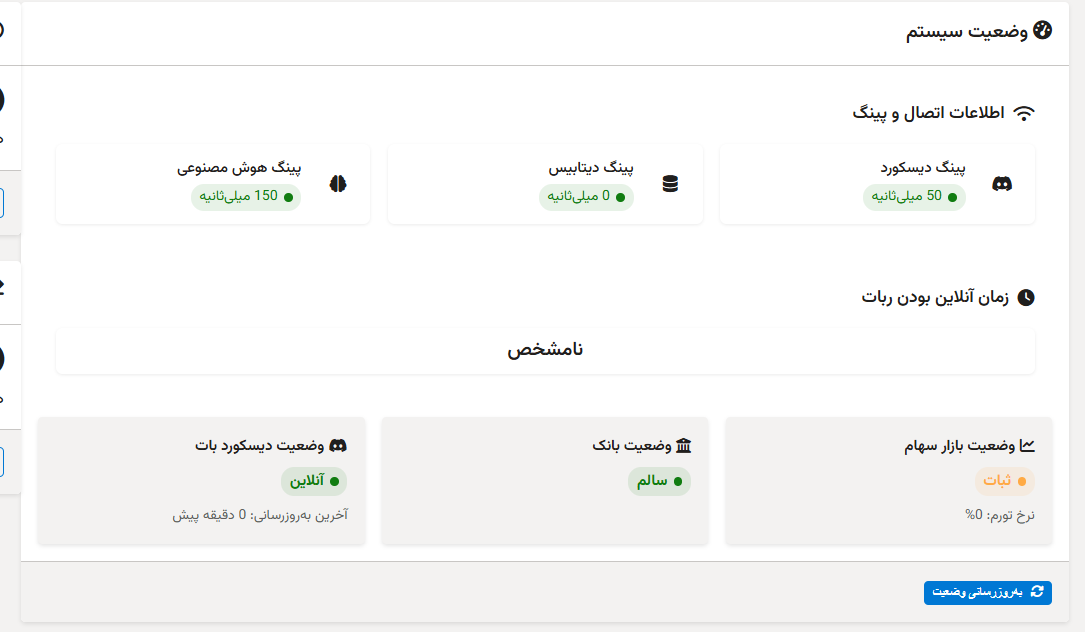 وضعیت سیستم
اطلاعات اتصال و پینگ
پینگ دیسکورد
50 میلی‌ثانیه
پینگ دیتابیس
0 میلی‌ثانیه
پینگ هوش مصنوعی
150 میلی‌ثانیه
زمان آنلاین بودن ربات
نامشخص
وضعیت بازار سهام
ثبات
نرخ تورم: 0%
وضعیت بانک
سالم
وضعیت دیسکورد بات
آنلاین
آخرین به‌روزرسانی: 0 دقیقه پیش
به‌روزرسانی وضعیت